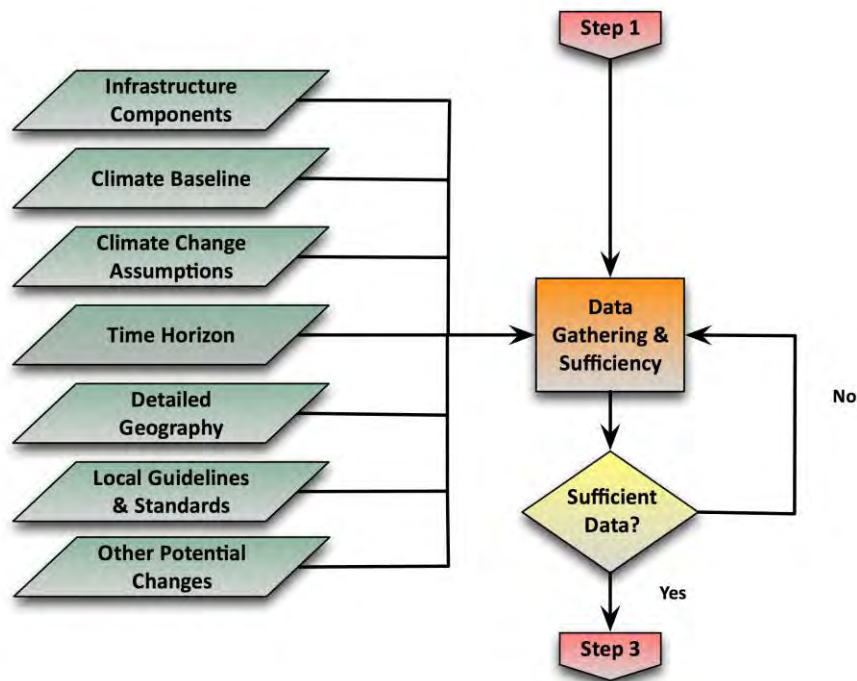 Step 1
Infrastructure
Components
Climate Baseline
Climate Change
Assumptions
Time Horizon
Detailed
Geography
Local Guidelines
& Standards
Other Potential
Changes
Data
Gathering &
Sufficiency
No
Sufficient
Data?
Yes
Step 3